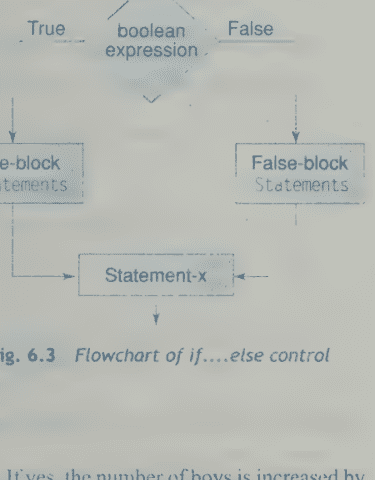 True
boolean
expression
False
e-block
tements
False-block
Statements
Statement-x
ig. 6.3 Flowchart of if....else control
If yes, the number of boys is increased by